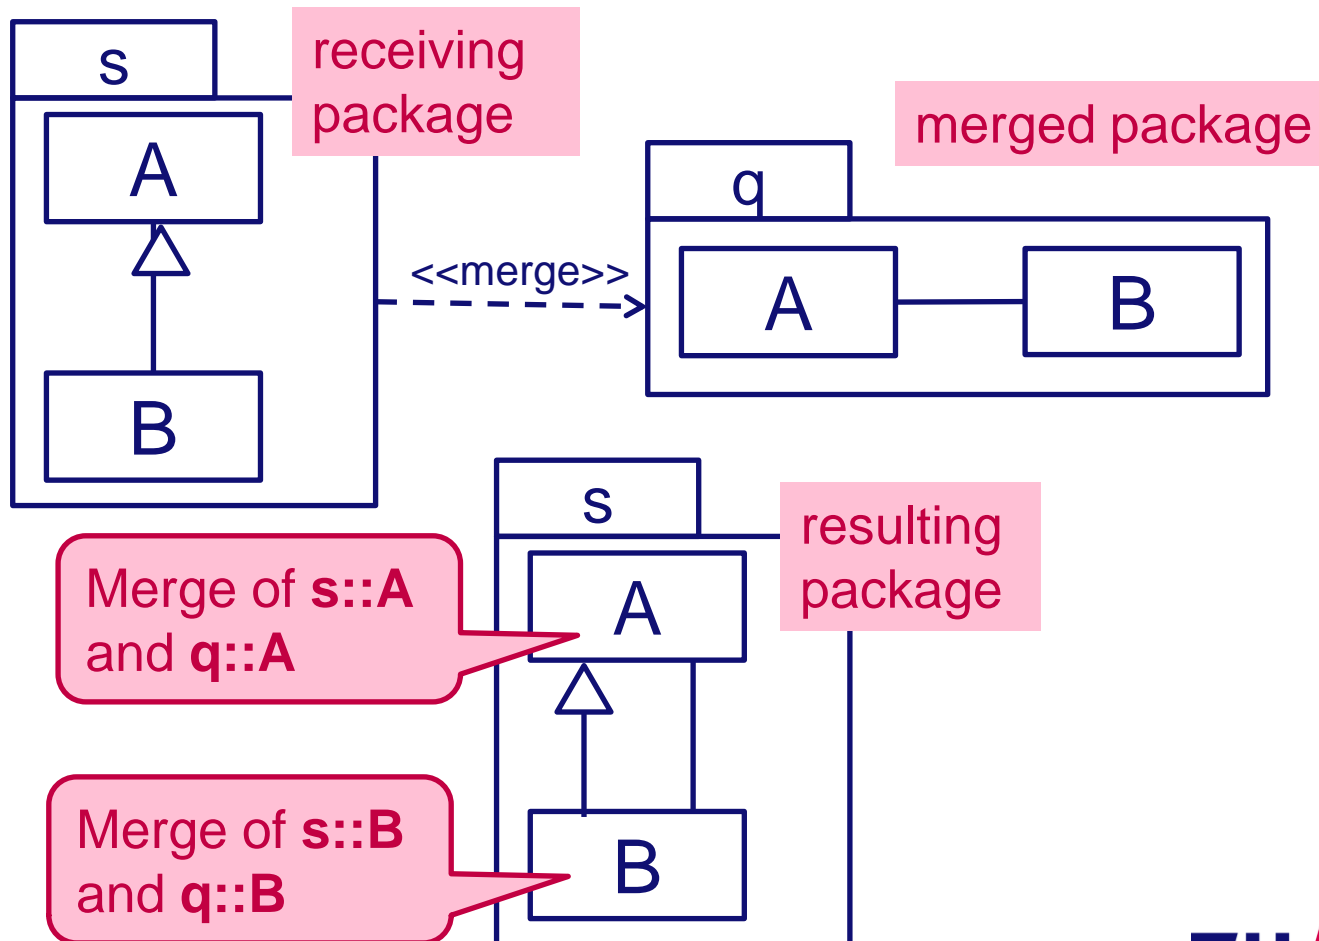 s
receiving
package
merged package
A
q
<<merge>>
A
B
B
s
resulting
package
A
Merge of s::A
and q::A
Merge of s::B
and q::B
B